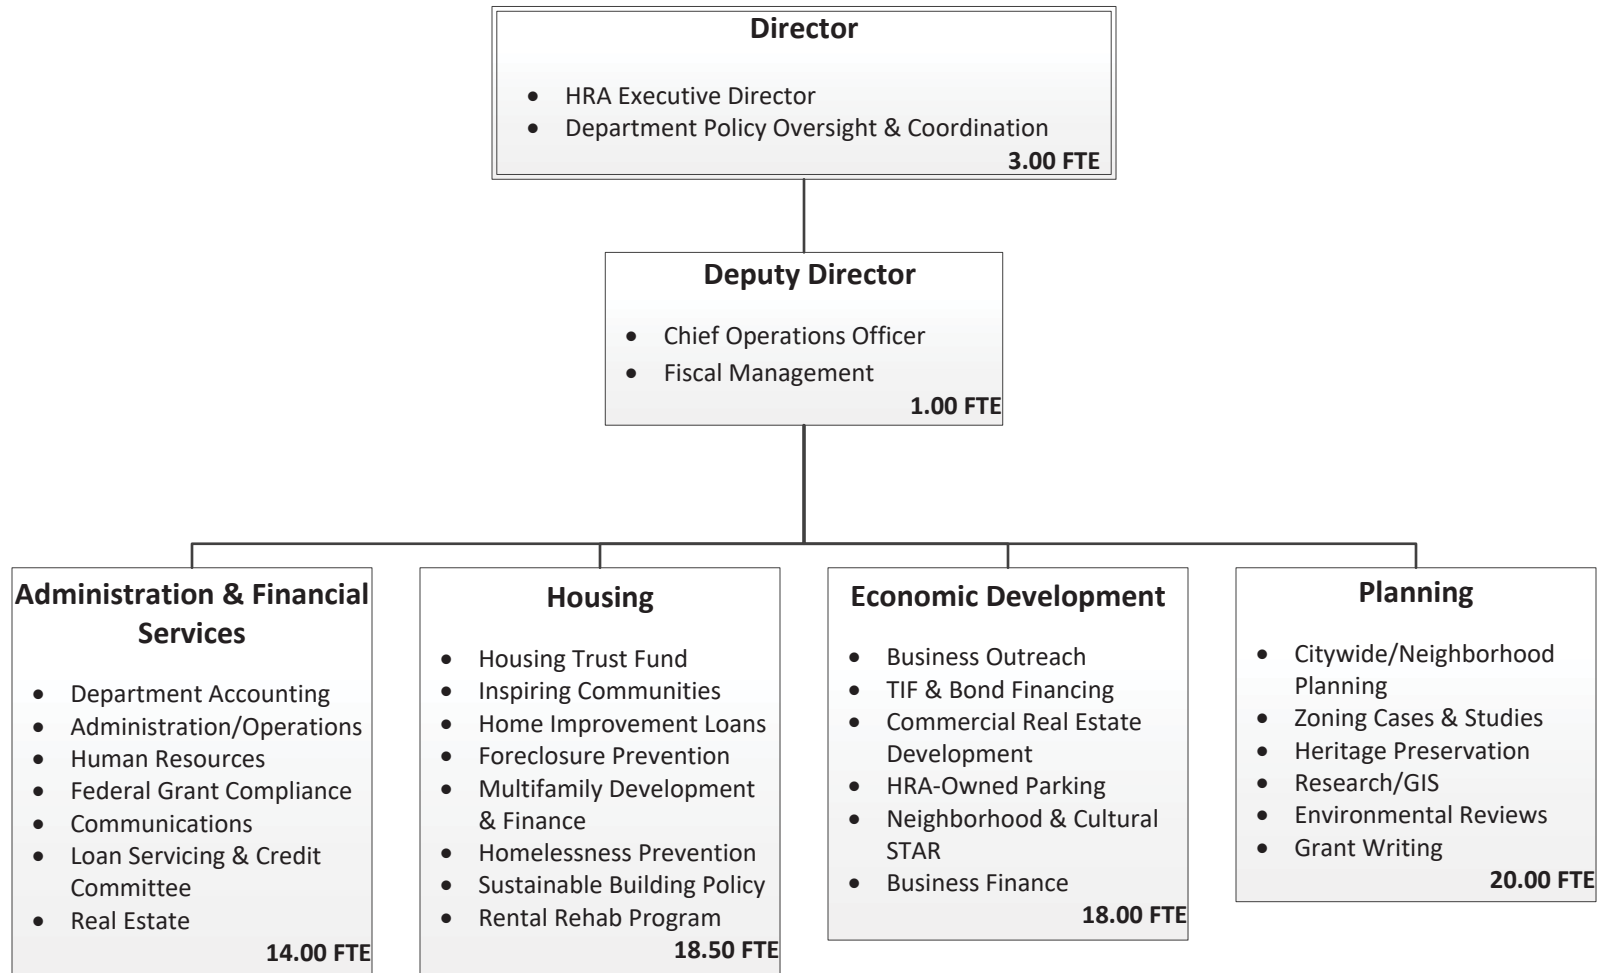 Director
• HRA Executive Director
• Department Policy Oversight & Coordination
3.00 FTE
Deputy Director
• Chief Operations Officer
• Fiscal Management
1.00 FTE
Administration & Financial
Services
• Department Accounting
• Administration/Operations
• Human Resources
• Federal Grant Compliance
• Communications
• Loan Servicing & Credit
Committee
• Real Estate
14.00 FTE
Housing
• Housing Trust Fund
• Inspiring Communities
• Home Improvement Loans
• Foreclosure Prevention
• Multifamily Development
& Finance
• Homelessness Prevention
• Sustainable Building Policy
• Rental Rehab Program
18.50 FTE
Economic Development
• Business Outreach
• TIF & Bond Financing
• Commercial Real Estate
Development
• HRA-Owned Parking
• Neighborhood & Cultural
STAR
• Business Finance
18.00 FTE
Planning
• Citywide/Neighborhood
Planning
• Zoning Cases & Studies
• Heritage Preservation
• Research/GIS
• Environmental Reviews
• Grant Writing
20.00 FTE